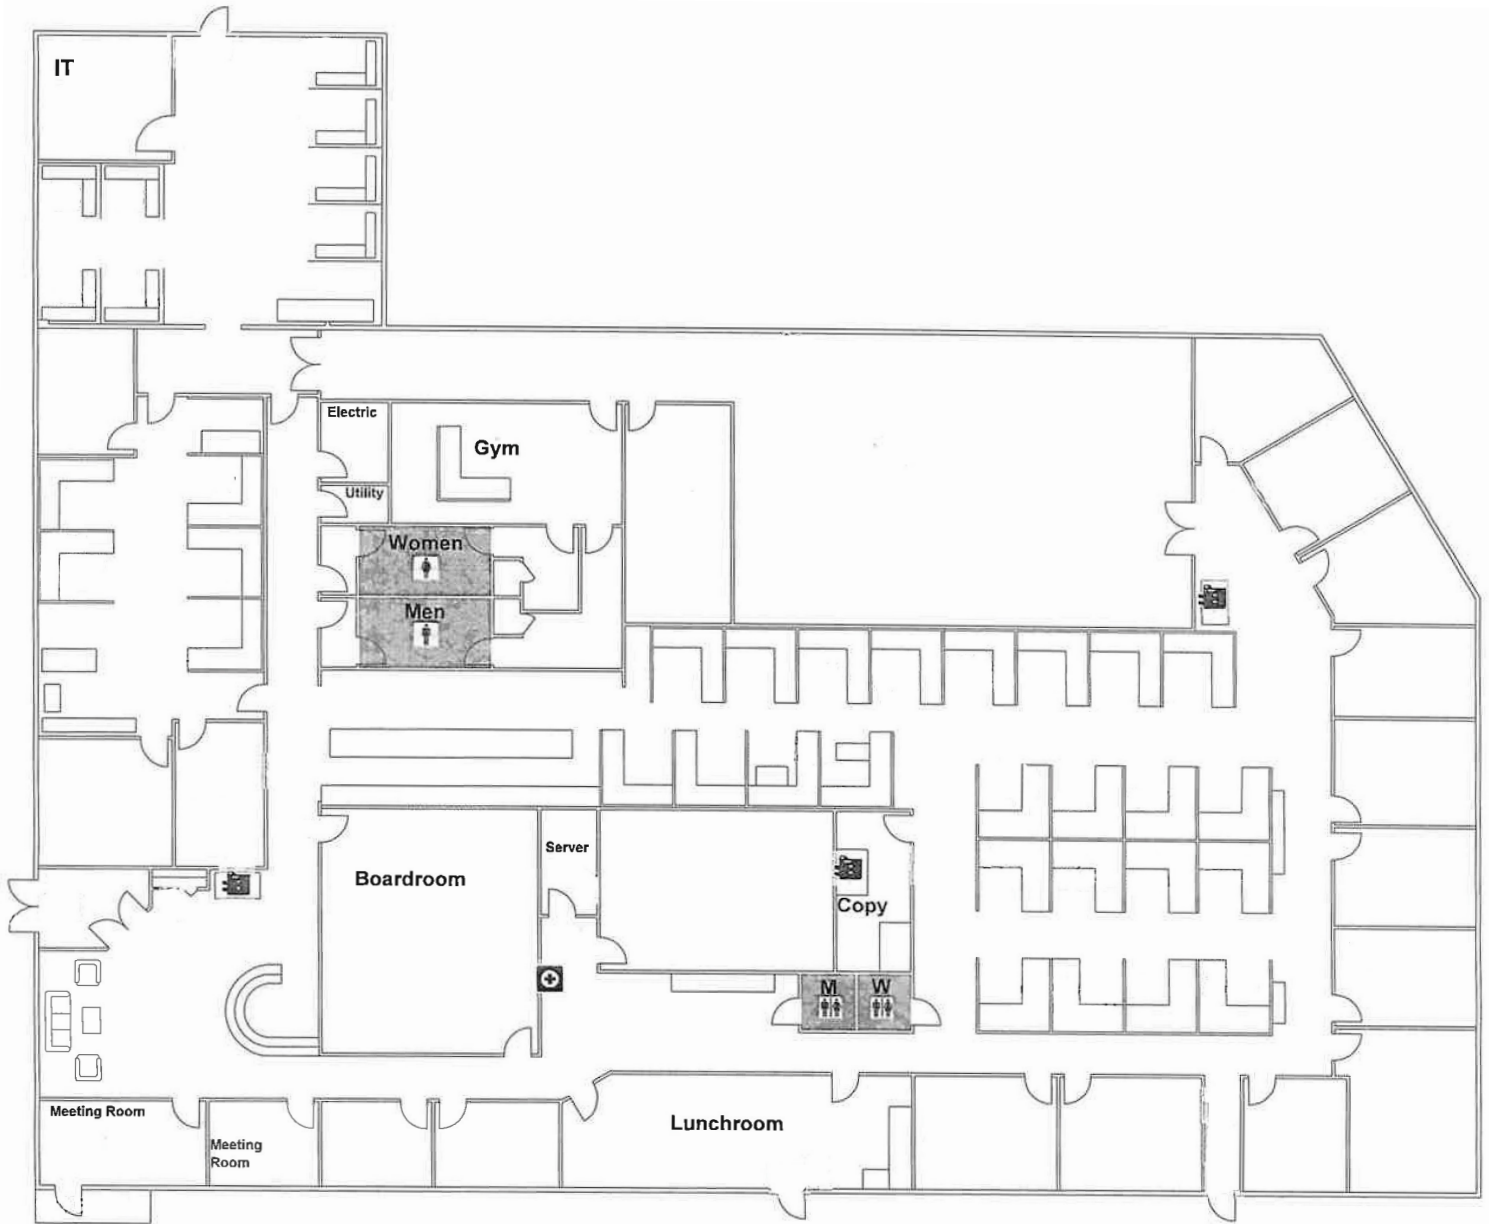 IT
Electric
Gym
Utility
Women
Men
Server
Boardroom
Copy
M
W
Meeting Room
Lunchroom
Meeting
Room